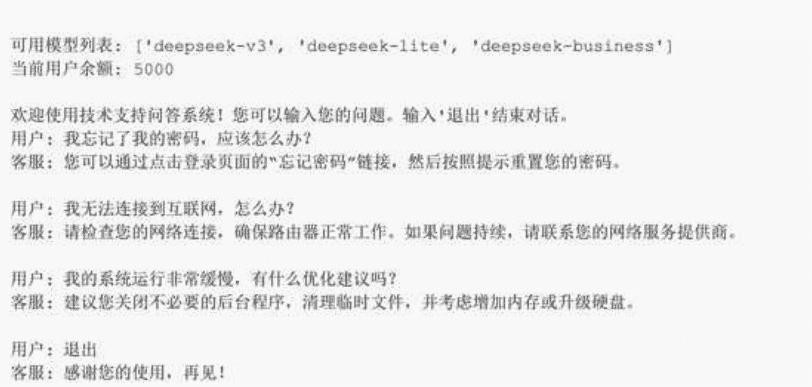 可用模型列表: ['deepseek-v3', 'deepseek-lite', 'deepseek-business']
当前用户余额: 5000
欢迎使用技术支持问答系统！您可以输入您的问题。输入'退出'结束对话。
用户: 我忘记了我的密码，应该怎么办？
客服: 您可以通过点击登录页面的“忘记密码”链接，然后按照提示重置您的密码。
用户: 我无法连接到互联网，怎么办？
客服: 请检查您的网络连接，确保路由器正常工作。如果问题持续，请联系您的网络服务提供商。
用户: 我的系统运行非常缓慢，有什么优化建议吗？
客服: 建议您关闭不必要的后台程序，清理临时文件，并考虑增加内存或升级硬盘。
用户: 退出
客服: 感谢您的使用，再见！